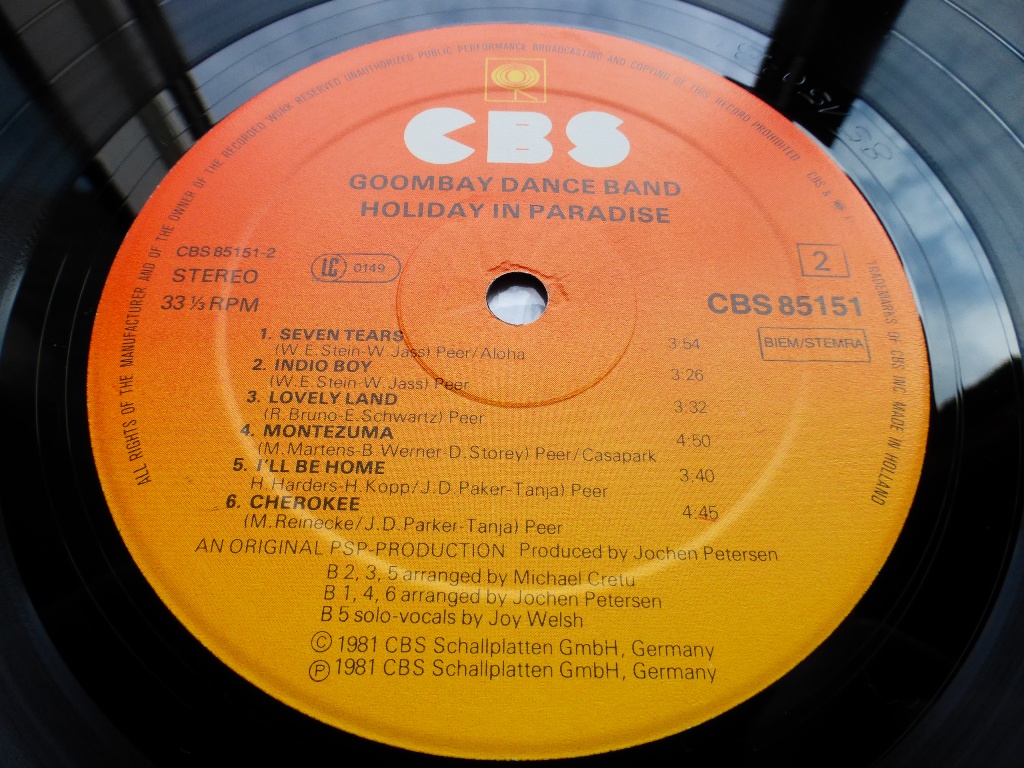 ALL RIGHTS OF THE MANUFACTURER AND OF THE OWNER OF THE RECORDED WORK RESERVED UNAUTHORIZED PUBLIC PERFORMANCE BROADCASTING AND COPYING OF THIS RECORD PROHIBITED
CBS &
TRADEMARKS OF CBS INC. MADE IN HOLLAND
CBS
GOOMBAY DANCE BAND
HOLIDAY IN PARADISE
CBS 85151-2
STEREO
33 ⅓ RPM
LC 0149
2
CBS 85151
BIEM/STEMRA
1. SEVEN TEARS 3:54
(W.E. Stein-W. Jass) Peer/Aloha
2. INDIO BOY 3:26
(W.E. Stein-W. Jass) Peer
3. LOVELY LAND 3:32
(R. Bruno-E. Schwartz) Peer
4. MONTEZUMA 4:50
(M. Martens-B. Werner-D. Storey) Peer/Casapark
5. I'LL BE HOME 3:40
H. Harders-H. Kopp/J.D. Paker-Tanja) Peer
6. CHEROKEE 4:45
(M. Reinecke/J.D. Parker-Tanja) Peer
AN ORIGINAL PSP-PRODUCTION Produced by Jochen Petersen
B 2, 3, 5 arranged by Michael Cretu
B 1, 4, 6 arranged by Jochen Petersen
B 5 solo-vocals by Joy Welsh
© 1981 CBS Schallplatten GmbH, Germany
℗ 1981 CBS Schallplatten GmbH, Germany